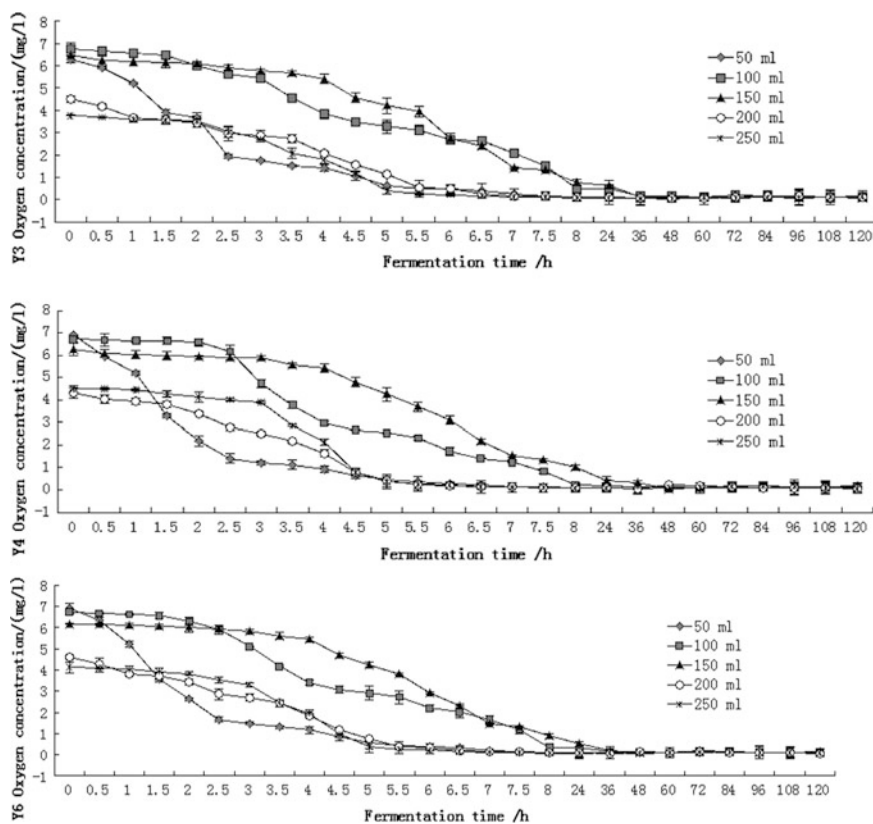 Y3 Oxygen concentration/(mg/l)
8
7
6
5
4
3
2
1
0
-1
0 0.5 1 1.5 2 2.5 3 3.5 4 4.5 5 5.5 6 6.5 7 7.5 8 24 36 48 60 72 84 96 108 120
Fermentation time /h
50 ml
100 ml
150 ml
200 ml
250 ml
Y4 Oxygen concentration/(mg/l)
8
7
6
5
4
3
2
1
0
-1
0 0.5 1 1.5 2 2.5 3 3.5 4 4.5 5 5.5 6 6.5 7 7.5 8 24 36 48 60 72 84 96 108 120
Fermentation time /h
50 ml
100 ml
150 ml
200 ml
250 ml
Y6 Oxygen concentration/(mg/l)
8
7
6
5
4
3
2
1
0
-1
0 0.5 1 1.5 2 2.5 3 3.5 4 4.5 5 5.5 6 6.5 7 7.5 8 24 36 48 60 72 84 96 108 120
Fermentation time /h
50 ml
100 ml
150 ml
200 ml
250 ml